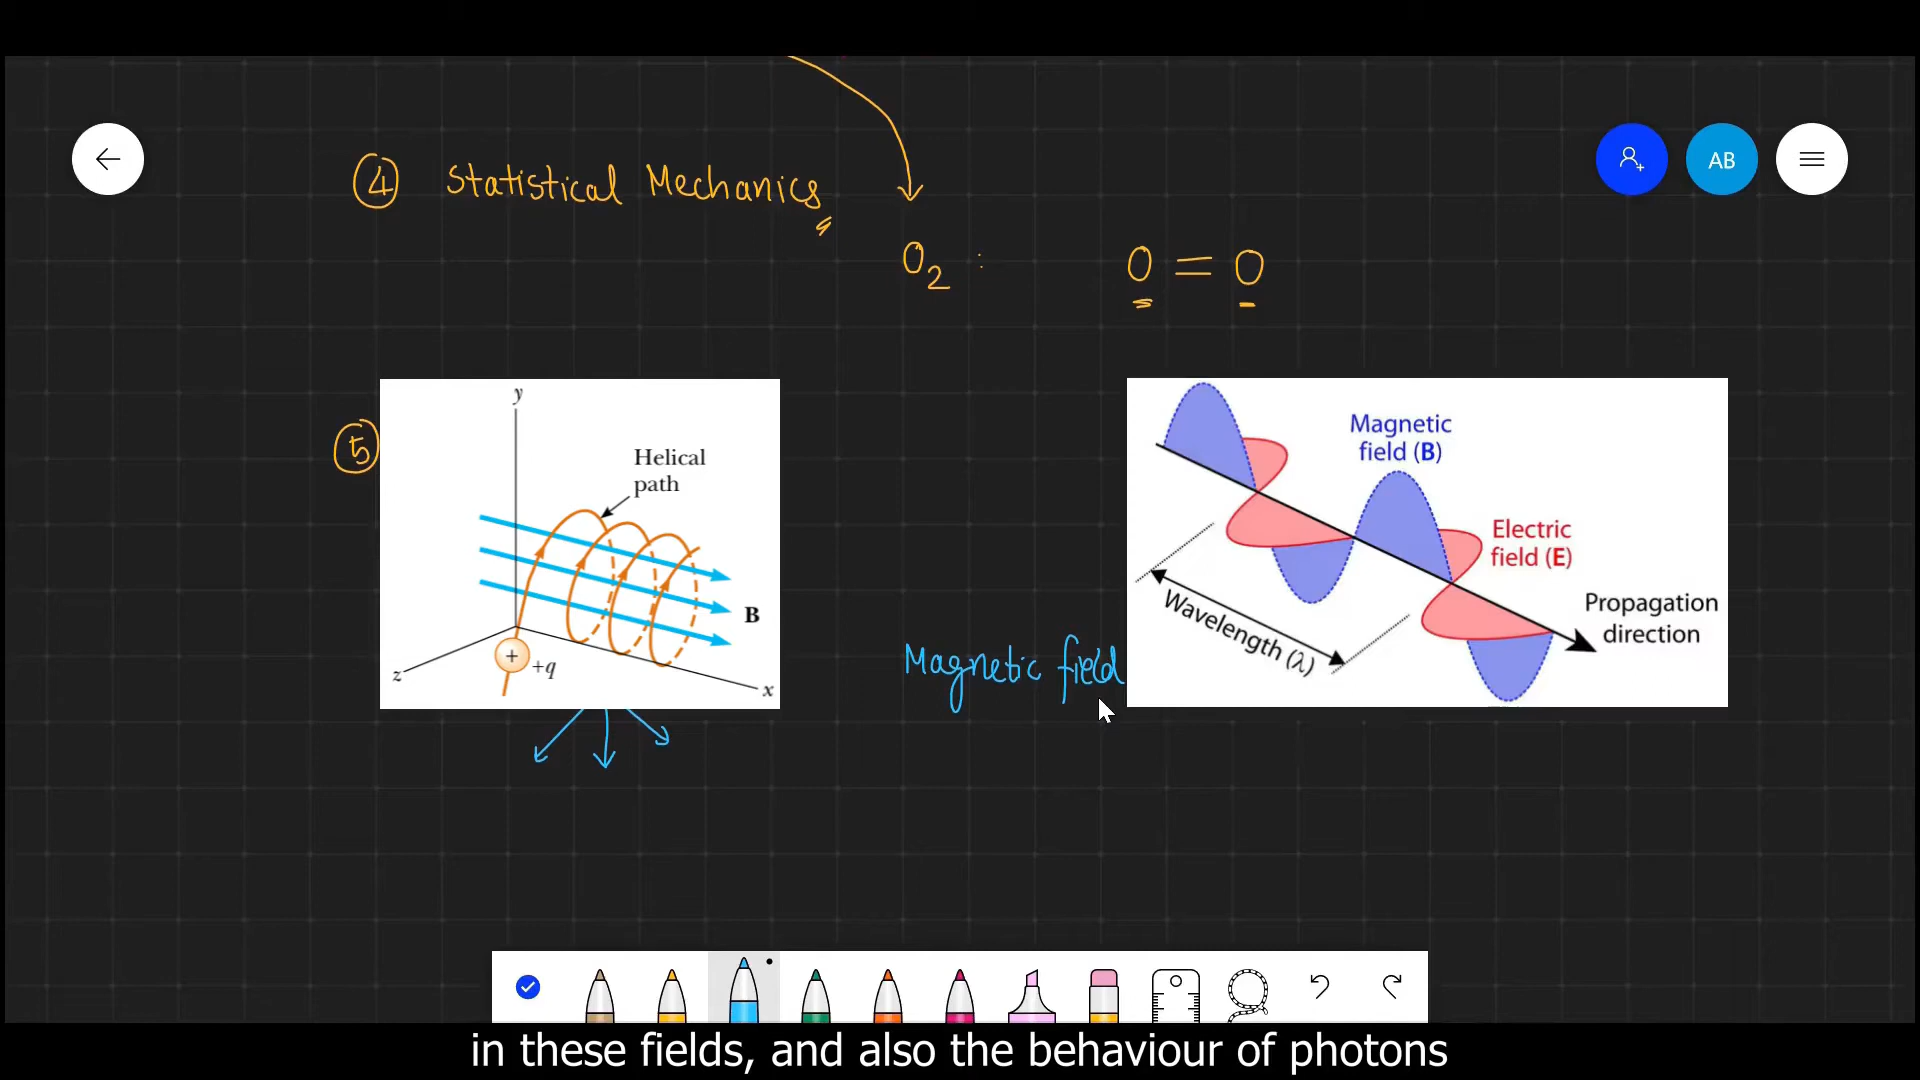 AB
④ Statistical Mechanics
O₂ :
O = O
⑤
y
Helical
path
B
+
+q
z
x
Magnetic field
Magnetic
field (B)
Electric
field (E)
Propagation
direction
Wavelength (λ)
in these fields, and also the behaviour of photons